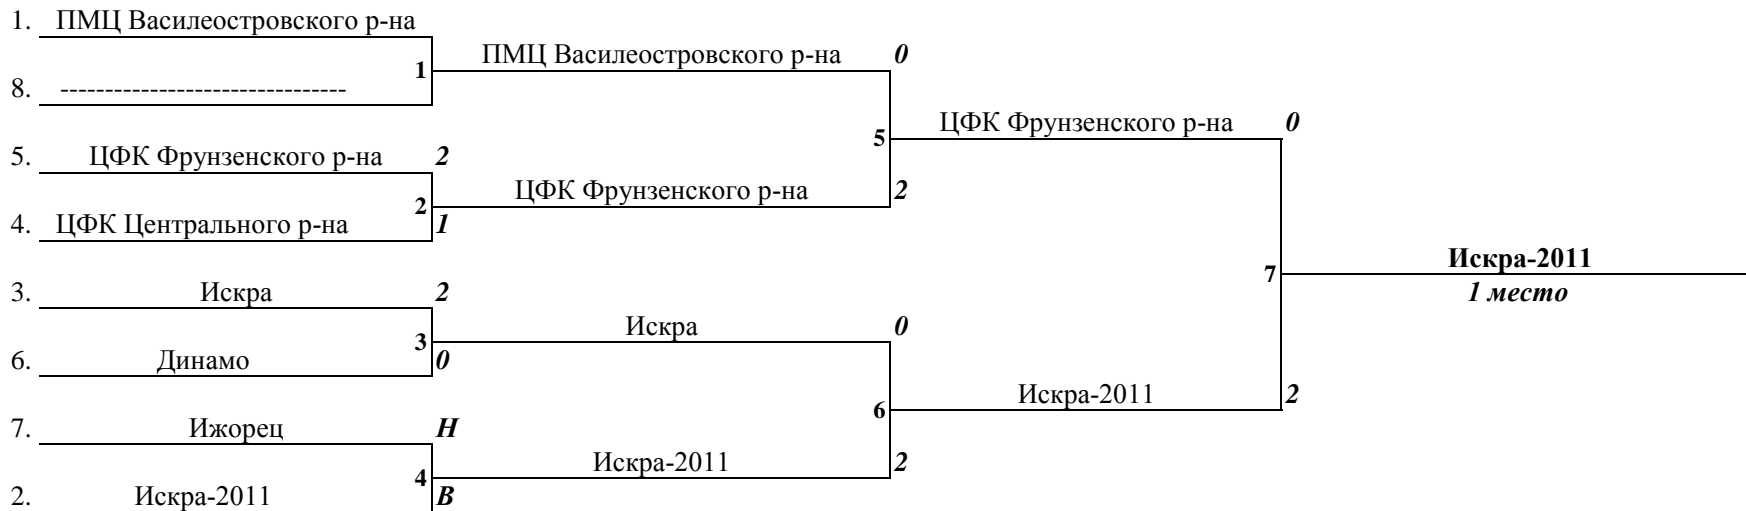 1. ПМЦ Василеостровского р-на
ПМЦ Василеостровского р-на 0
1
8. --------------------------------
ЦФК Фрунзенского р-на 0
5
5. ЦФК Фрунзенского р-на 2
ЦФК Фрунзенского р-на 2
2
4. ЦФК Центрального р-на 1
Искра-2011
7
1 место
3. Искра 2
Искра 0
3
6. Динамо 0
Искра-2011 2
6
7. Ижорец Н
Искра-2011 2
4
2. Искра-2011 В